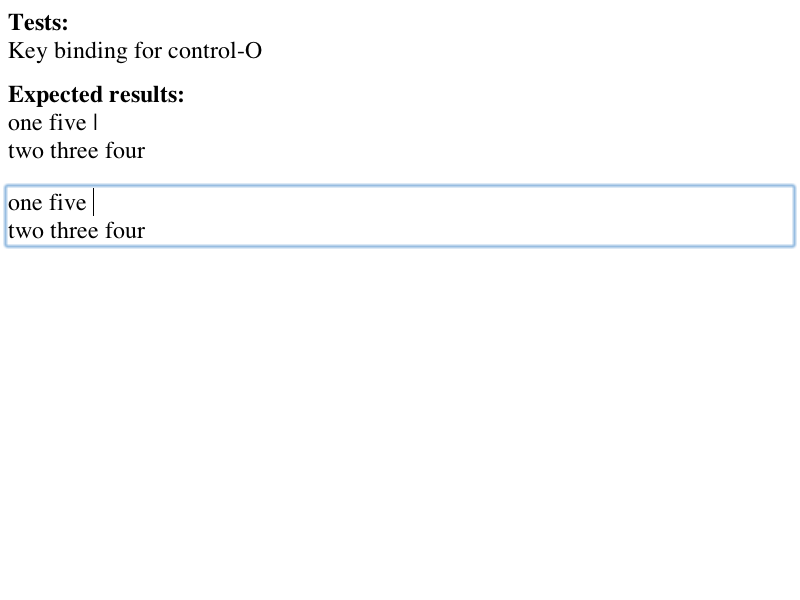 Tests:
Key binding for control-O
Expected results:
one five |
two three four
one five
two three four